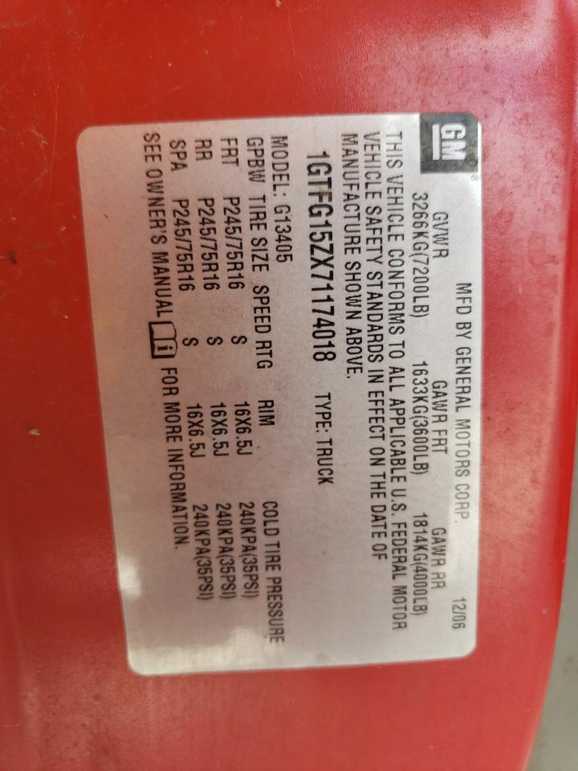 GM
MFD BY GENERAL MOTORS CORP. 12/06
GVWR GAWR FRT GAWR RR
3266KG(7200LB) 1633KG(3600LB) 1814KG(4000LB)
THIS VEHICLE CONFORMS TO ALL APPLICABLE U.S. FEDERAL MOTOR
VEHICLE SAFETY STANDARDS IN EFFECT ON THE DATE OF
MANUFACTURE SHOWN ABOVE.
1GTFG15ZX71174018 TYPE: TRUCK
MODEL: G13405
GPBW TIRE SIZE SPEED RTG RIM COLD TIRE PRESSURE
FRT P245/75R16 S 16X6.5J 240KPA(35PSI)
RR P245/75R16 S 16X6.5J 240KPA(35PSI)
SPA P245/75R16 S 16X6.5J 240KPA(35PSI)
SEE OWNER'S MANUAL i FOR MORE INFORMATION.